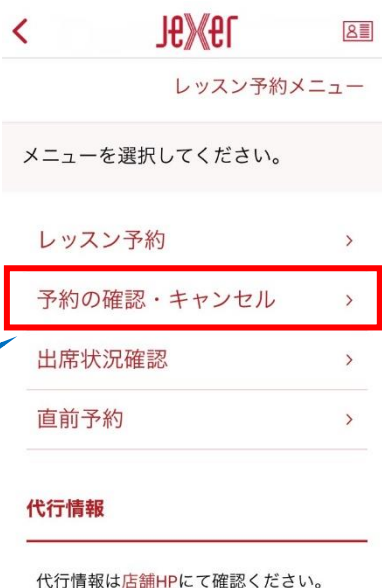 JEXER
レッスン予約メニュー
メニューを選択してください。
レッスン予約
予約の確認・キャンセル
出席状況確認
直前予約
代行情報
代行情報は店舗HPにて確認ください。